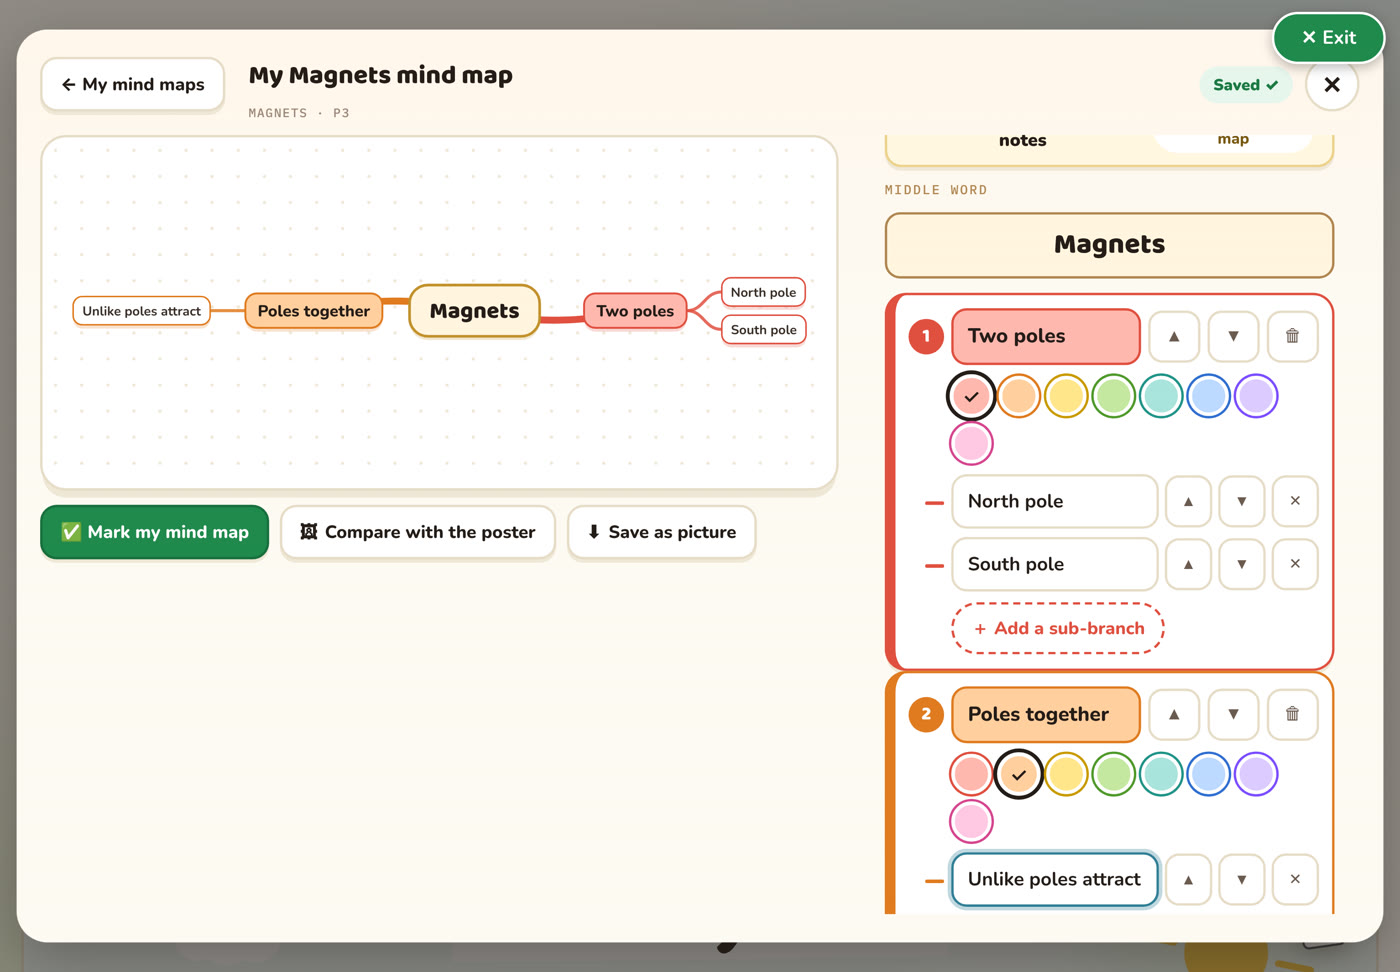 ✕ Exit
← My mind maps
My Magnets mind map
MAGNETS · P3
Saved ✓
✕
notes
map
MIDDLE WORD
Magnets
Unlike poles attract
Poles together
Magnets
Two poles
North pole
South pole
1
Two poles
▲ ▼
✓
North pole
▲ ▼ ×
South pole
▲ ▼ ×
+ Add a sub-branch
2
Poles together
▲ ▼
✓
Unlike poles attract
▲ ▼ ×
✅ Mark my mind map
Compare with the poster
⬇ Save as picture